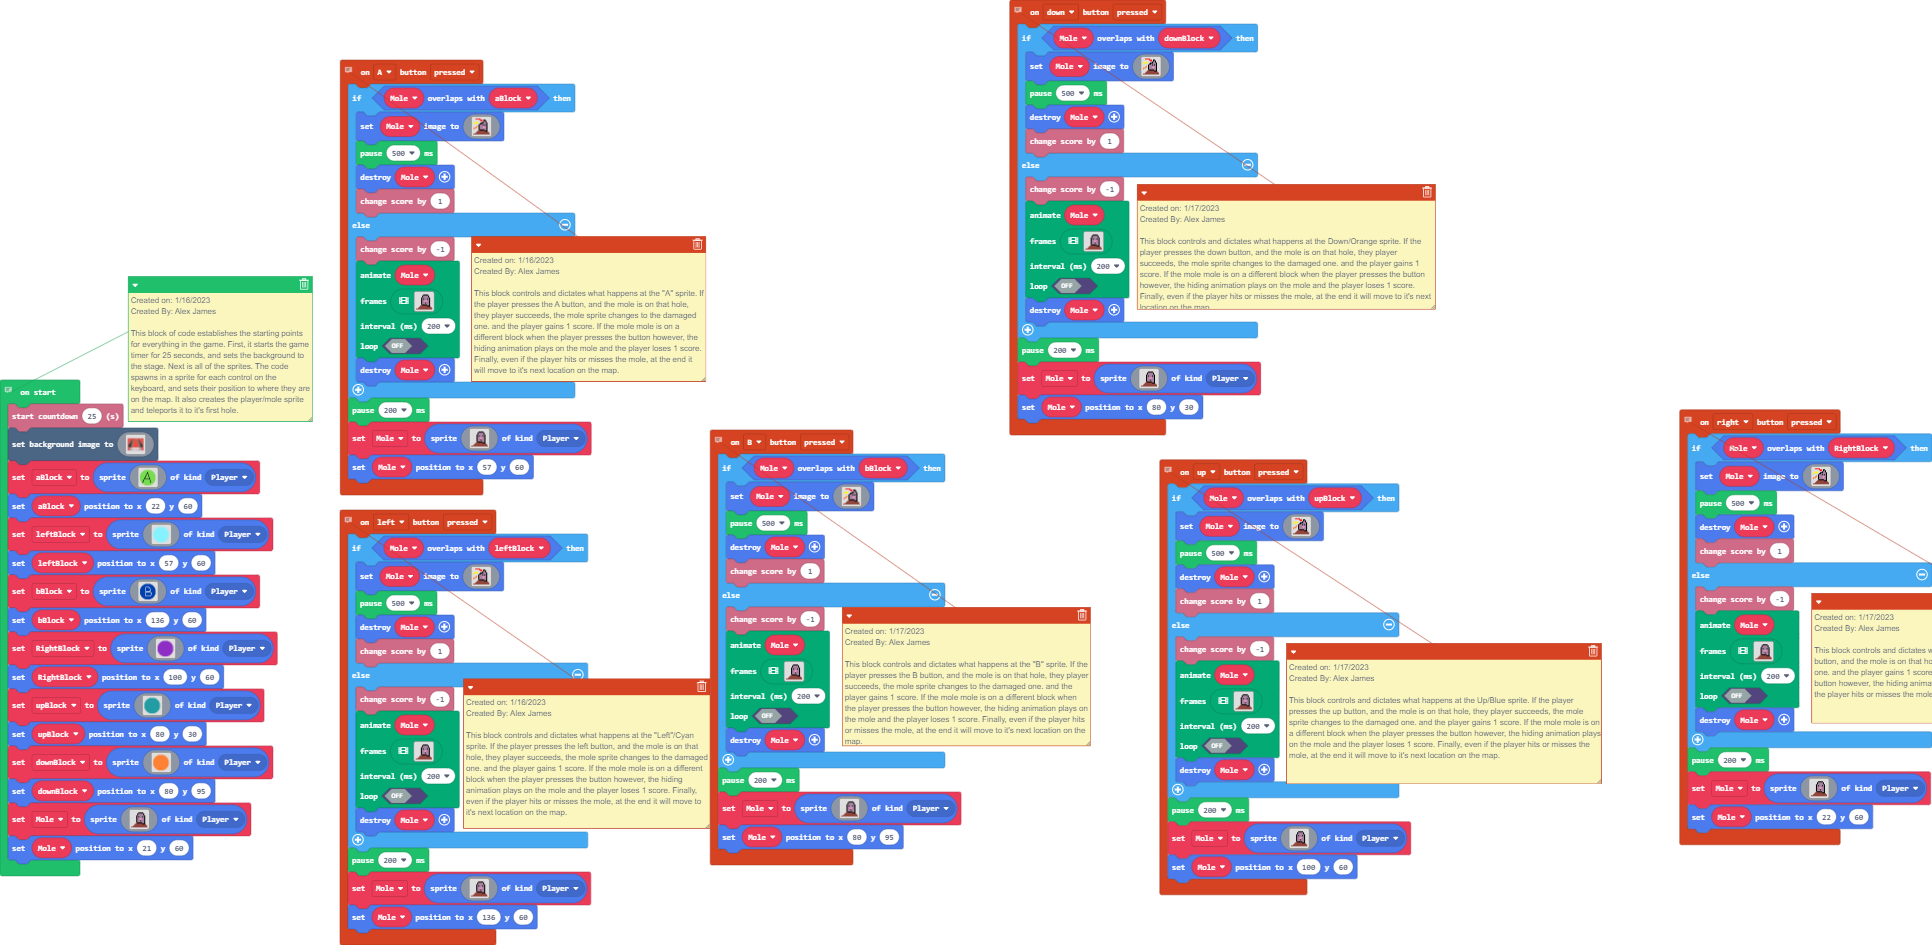 Created on: 1/16/2023
Created By: Alex James
This block of code establishes the starting points
for everything in the game. First, it starts the game
timer for 25 seconds, and sets the background to
the stage. Next is all of the sprites. The code
spawns in a sprite for each control on the
keyboard, and sets their position to where they are
on the map. It also creates the player/mole sprite
and teleports it to it's first hole.
on start
start countdown 25 (s)
set background image to
set aBlock to sprite A of kind Player
set aBlock position to x 22 y 60
set leftBlock to sprite of kind Player
set leftBlock position to x 57 y 60
set bBlock to sprite B of kind Player
set bBlock position to x 136 y 60
set RightBlock to sprite of kind Player
set RightBlock position to x 100 y 60
set upBlock to sprite of kind Player
set upBlock position to x 80 y 30
set downBlock to sprite of kind Player
set downBlock position to x 80 y 95
set Mole to sprite of kind Player
set Mole position to x 21 y 60
on A button pressed
if Mole overlaps with aBlock then
set Mole image to
pause 500 ms
destroy Mole
change score by 1
else
change score by -1
animate Mole
frames
interval (ms) 200
loop OFF
destroy Mole
pause 200 ms
set Mole to sprite of kind Player
set Mole position to x 57 y 60
Created on: 1/16/2023
Created By: Alex James
This block controls and dictates what happens at the "A" sprite. If
the player presses the A button, and the mole is on that hole,
they player succeeds, the mole sprite changes to the damaged
one. and the player gains 1 score. If the mole mole is on a
different block when the player presses the button however, the
hiding animation plays on the mole and the player loses 1 score.
Finally, even if the player hits or misses the mole, at the end it
will move to it's next location on the map.
on left button pressed
if Mole overlaps with leftBlock then
set Mole image to
pause 500 ms
destroy Mole
change score by 1
else
change score by -1
animate Mole
frames
interval (ms) 200
loop OFF
destroy Mole
pause 200 ms
set Mole to sprite of kind Player
set Mole position to x 136 y 60
Created on: 1/16/2023
Created By: Alex James
This block controls and dictates what happens at the "Left"/Cyan
sprite. If the player presses the left button, and the mole is on that
hole, they player succeeds, the mole sprite changes to the damaged
one. and the player gains 1 score. If the mole mole is on a different
block when the player presses the button however, the hiding
animation plays on the mole and the player loses 1 score. Finally,
even if the player hits or misses the mole, at the end it will move to
it's next location on the map.
on B button pressed
if Mole overlaps with bBlock then
set Mole image to
pause 500 ms
destroy Mole
change score by 1
else
change score by -1
animate Mole
frames
interval (ms) 200
loop OFF
destroy Mole
pause 200 ms
set Mole to sprite of kind Player
set Mole position to x 80 y 95
Created on: 1/17/2023
Created By: Alex James
This block controls and dictates what happens at the "B" sprite. If the
player presses the B button, and the mole is on that hole, they player
succeeds, the mole sprite changes to the damaged one. and the
player gains 1 score. If the mole mole is on a different block when
the player presses the button however, the hiding animation plays on
the mole and the player loses 1 score. Finally, even if the player hits
or misses the mole, at the end it will move to it's next location on the
map.
on down button pressed
if Mole overlaps with downBlock then
set Mole image to
pause 500 ms
destroy Mole
change score by 1
else
change score by -1
animate Mole
frames
interval (ms) 200
loop OFF
destroy Mole
pause 200 ms
set Mole to sprite of kind Player
set Mole position to x 80 y 30
Created on: 1/17/2023
Created By: Alex James
This block controls and dictates what happens at the Down/Orange sprite. If the
player presses the down button, and the mole is on that hole, they player
succeeds, the mole sprite changes to the damaged one. and the player gains 1
score. If the mole mole is on a different block when the player presses the button
however, the hiding animation plays on the mole and the player loses 1 score.
Finally, even if the player hits or misses the mole, at the end it will move to it's next
location on the map.
on up button pressed
if Mole overlaps with upBlock then
set Mole image to
pause 500 ms
destroy Mole
change score by 1
else
change score by -1
animate Mole
frames
interval (ms) 200
loop OFF
destroy Mole
pause 200 ms
set Mole to sprite of kind Player
set Mole position to x 100 y 60
Created on: 1/17/2023
Created By: Alex James
This block controls and dictates what happens at the Up/Blue sprite. If the player
presses the up button, and the mole is on that hole, they player succeeds, the mole
sprite changes to the damaged one. and the player gains 1 score. If the mole mole is on
a different block when the player presses the button however, the hiding animation plays
on the mole and the player loses 1 score. Finally, even if the player hits or misses the
mole, at the end it will move to it's next location on the map.
on right button pressed
if Mole overlaps with RightBlock then
set Mole image to
pause 500 ms
destroy Mole
change score by 1
else
change score by -1
animate Mole
frames
interval (ms) 200
loop OFF
destroy Mole
pause 200 ms
set Mole to sprite of kind Player
set Mole position to x 22 y 60
Created on: 1/17/2023
Created By: Alex James
This block controls and dictates w
button, and the mole is on that ho
one. and the player gains 1 score
button however, the hiding anima
the player hits or misses the mole